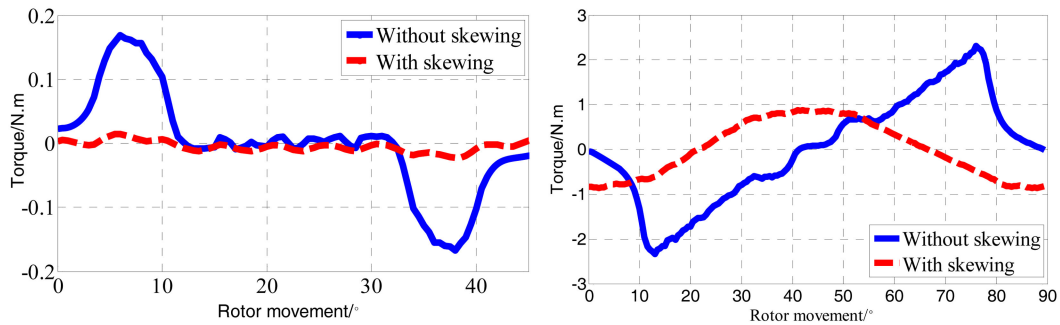 0.2
0.1
0
-0.1
-0.2
Torque/N.m
Without skewing
With skewing
0 10 20 30 40
Rotor movement/°
3
2
1
0
-1
-2
-3
Torque/N.m
Without skewing
With skewing
0 10 20 30 40 50 60 70 80 90
Rotor movement/°